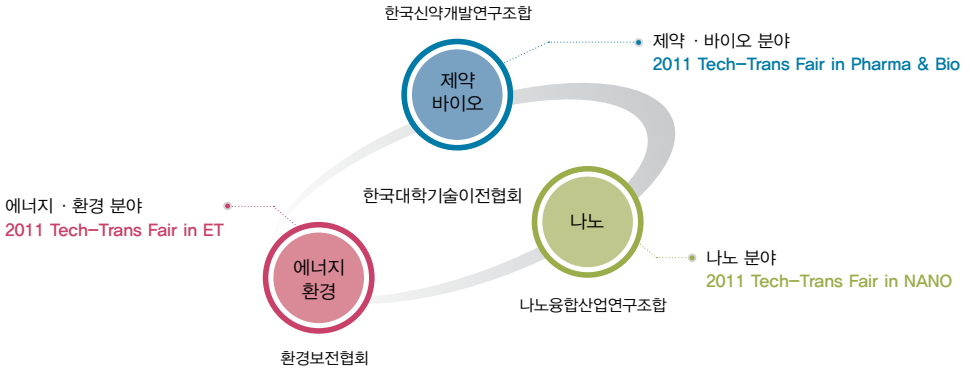 한국신약개발연구조합
제약 · 바이오 분야
2011 Tech-Trans Fair in Pharma & Bio
제약
바이오
한국대학기술이전협회
에너지 · 환경 분야
2011 Tech-Trans Fair in ET
나노
에너지
환경
나노 분야
2011 Tech-Trans Fair in NANO
나노융합산업연구조합
환경보전협회